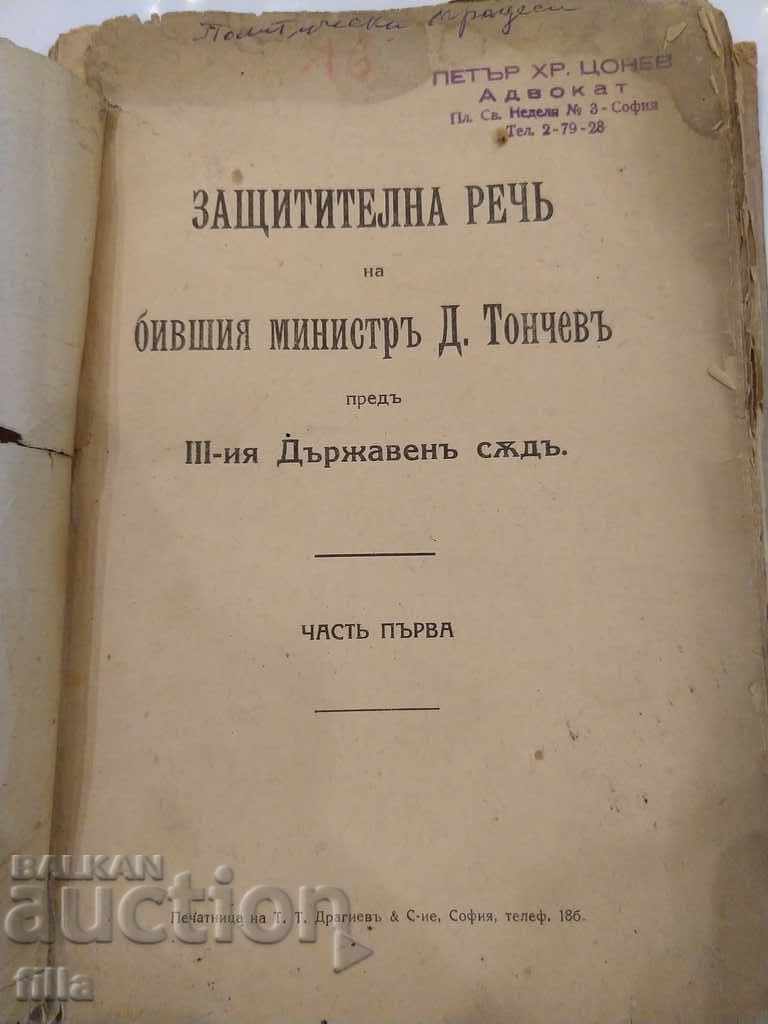 Политически процеси
16
ПЕТЪР ХР. ЦОНЕВ
Адвокат
Пл. Св. Неделя № 3 - София
Тел. 2-79-28
ЗАЩИТИТЕЛНА РЕЧЬ
на
бившия министръ Д. Тончевъ
предъ
III-ия Държавенъ сѫдъ.
ЧАСТЬ ПЪРВА
BALKAN
auction
Печатница на Т. Т. Драгиевъ & С-ие, София, телеф. 186.
filla